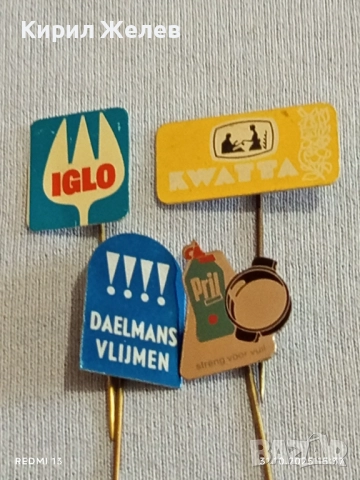 Кирил Желев
IGLO
KWATTA
!!!!
DAELMANS
VLIJMEN
Pril
streng voor vuil
REDMI 13